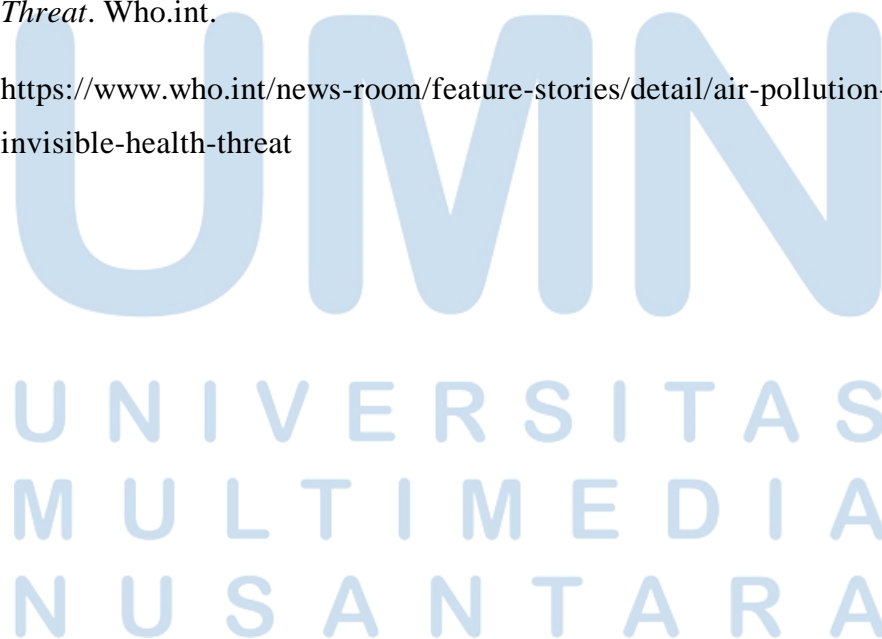 Threat. Who.int.
https://www.who.int/news-room/feature-stories/detail/air-pollution-
invisible-health-threat
UMN
UNIVERSITAS
MULTIMEDIA
NUSANTARA